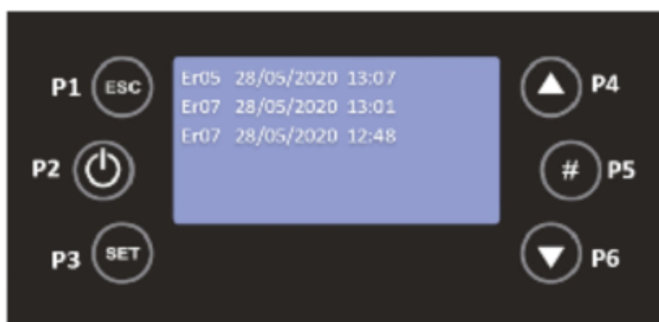 P1 ESC
Er05 28/05/2020 13:07
Er07 28/05/2020 13:01
Er07 28/05/2020 12:48
P4
P2
# P5
P3 SET
P6